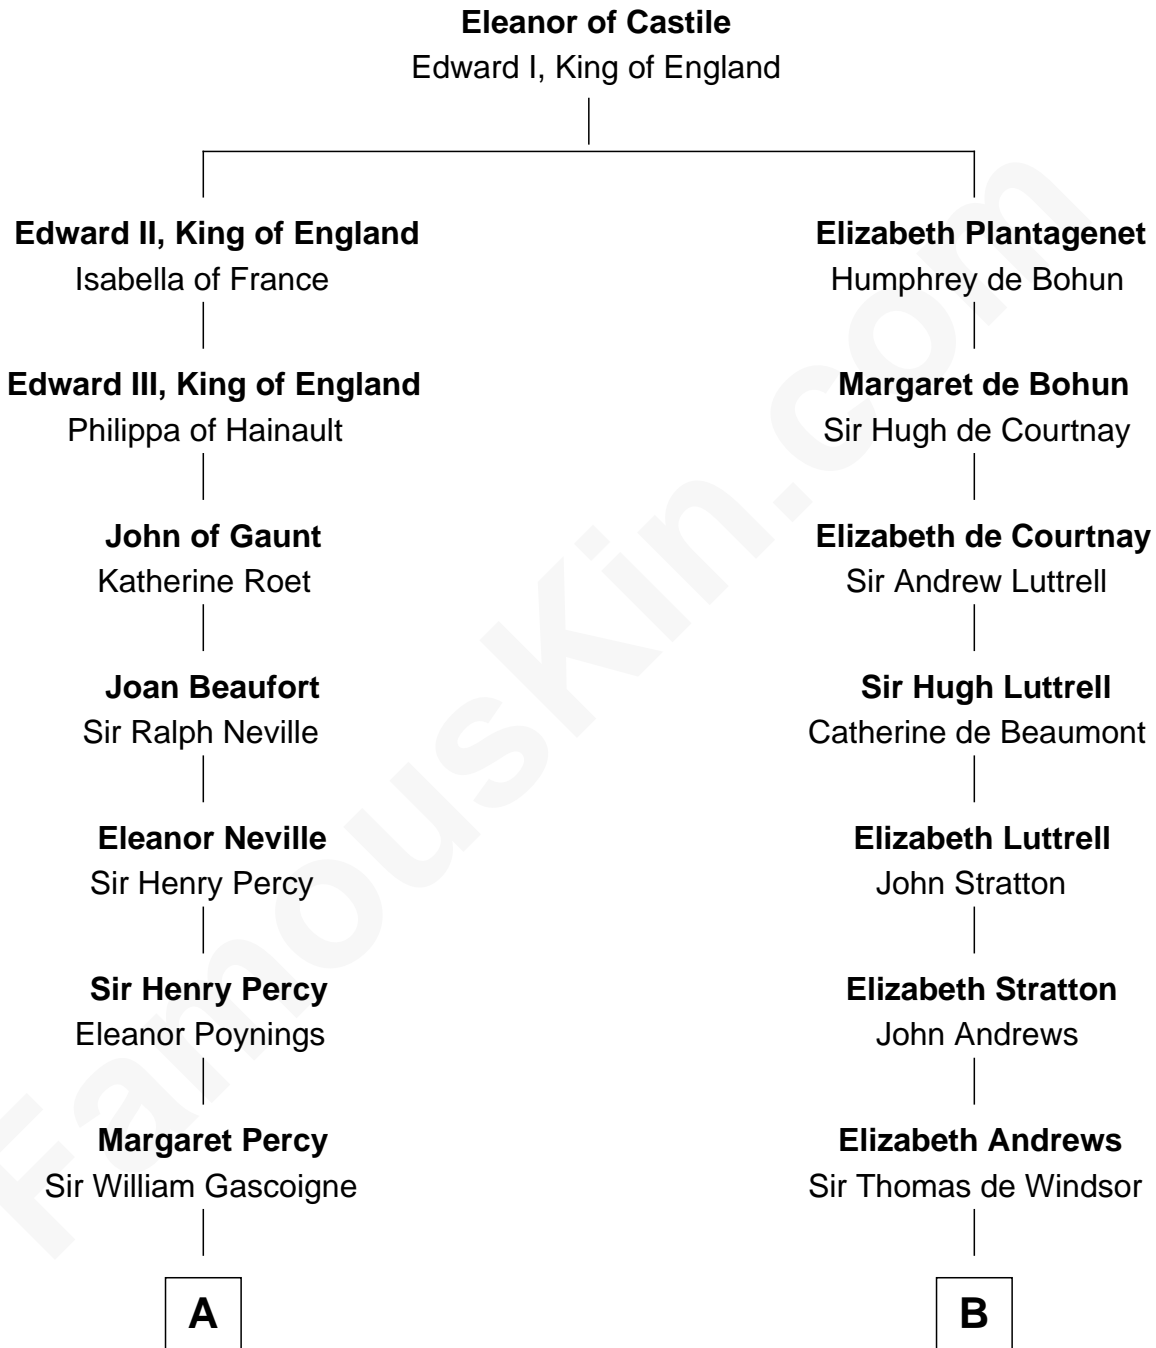 Eleanor of Castile
Edward I, King of England
Edward II, King of England
Isabella of France
Elizabeth Plantagenet
Humphrey de Bohun
Edward III, King of England
Philippa of Hainault
Margaret de Bohun
Sir Hugh de Courtnay
John of Gaunt
Katherine Roet
Elizabeth de Courtnay
Sir Andrew Luttrell
Joan Beaufort
Sir Ralph Neville
Sir Hugh Luttrell
Catherine de Beaumont
Eleanor Neville
Sir Henry Percy
Elizabeth Luttrell
John Stratton
Sir Henry Percy
Eleanor Poynings
Elizabeth Stratton
John Andrews
Margaret Percy
Sir William Gascoigne
Elizabeth Andrews
Sir Thomas de Windsor
A
B
FamousKin.com